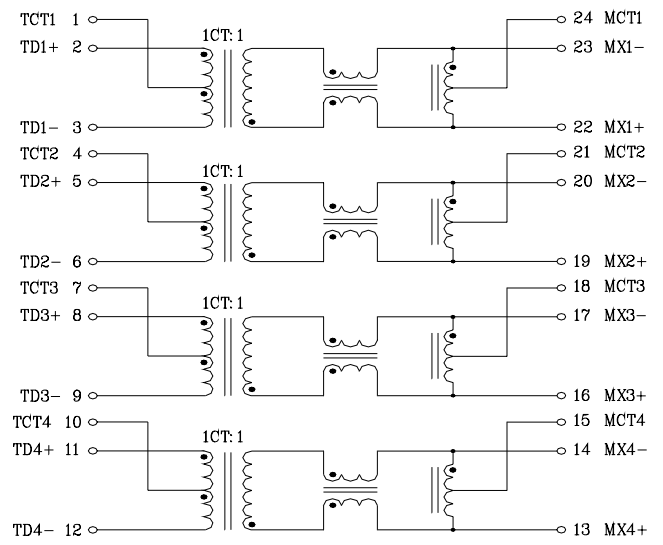 TCT1 1 24 MCT1
1CT:1
TD1+ 2 23 MX1-
TD1- 3 22 MX1+
TCT2 4 21 MCT2
1CT:1
TD2+ 5 20 MX2-
TD2- 6 19 MX2+
TCT3 7 18 MCT3
1CT:1
TD3+ 8 17 MX3-
TD3- 9 16 MX3+
TCT4 10 15 MCT4
1CT:1
TD4+ 11 14 MX4-
TD4- 12 13 MX4+